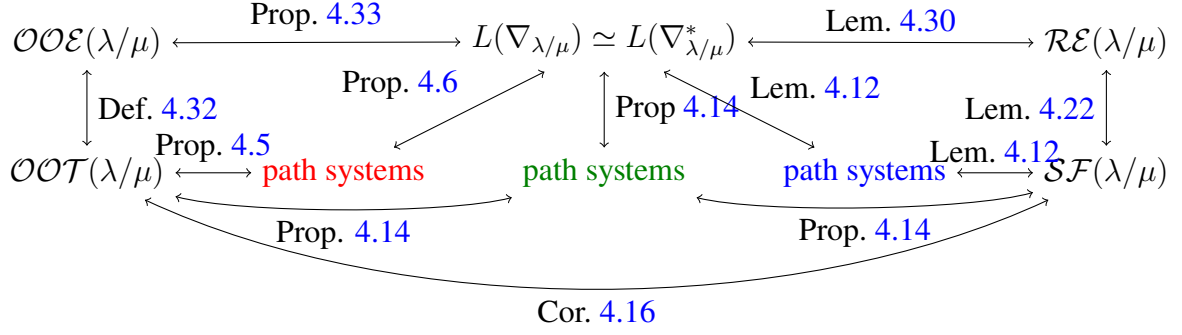 Prop. 4.33
Lem. 4.30
𝒪𝒪ℰ(λ/μ)
L(∇_{λ/μ}) ≃ L(∇*_{λ/μ})
ℛℰ(λ/μ)
Prop. 4.6
Lem. 4.12
Def. 4.32
Prop 4.14
Lem. 4.22
Prop. 4.5
Lem. 4.12
𝒪𝒪𝒯(λ/μ)
path systems
path systems
path systems
𝒮ℱ(λ/μ)
Prop. 4.14
Prop. 4.14
Cor. 4.16